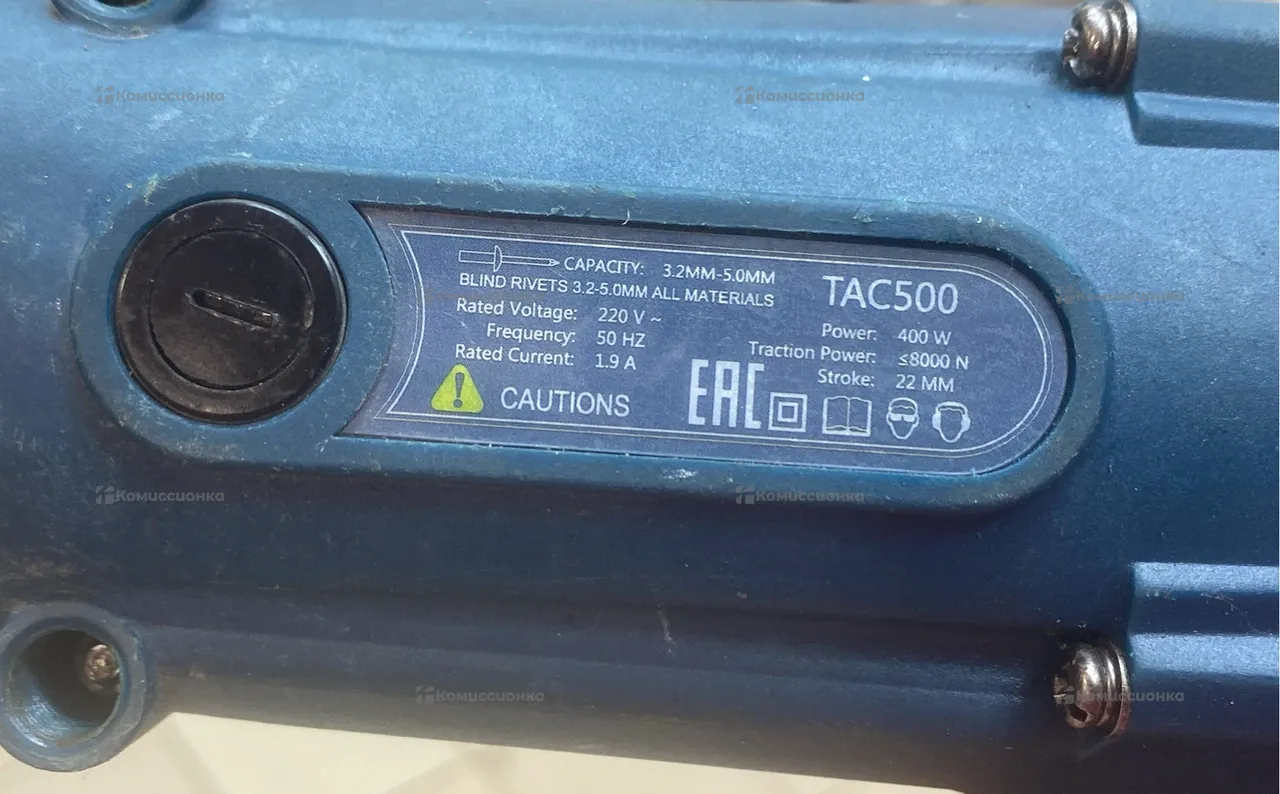 CAPACITY: 3.2MM-5.0MM
BLIND RIVETS 3.2-5.0MM ALL MATERIALS
Rated Voltage: 220 V ~
Frequency: 50 HZ
Rated Current: 1.9 A
CAUTIONS
TAC500
Power: 400 W
Traction Power: ≤8000 N
Stroke: 22 MM
EAC
Комиссионка
Комиссионка
Комиссионка
Комиссионка
Комиссионка
Комиссионка
Комиссионка